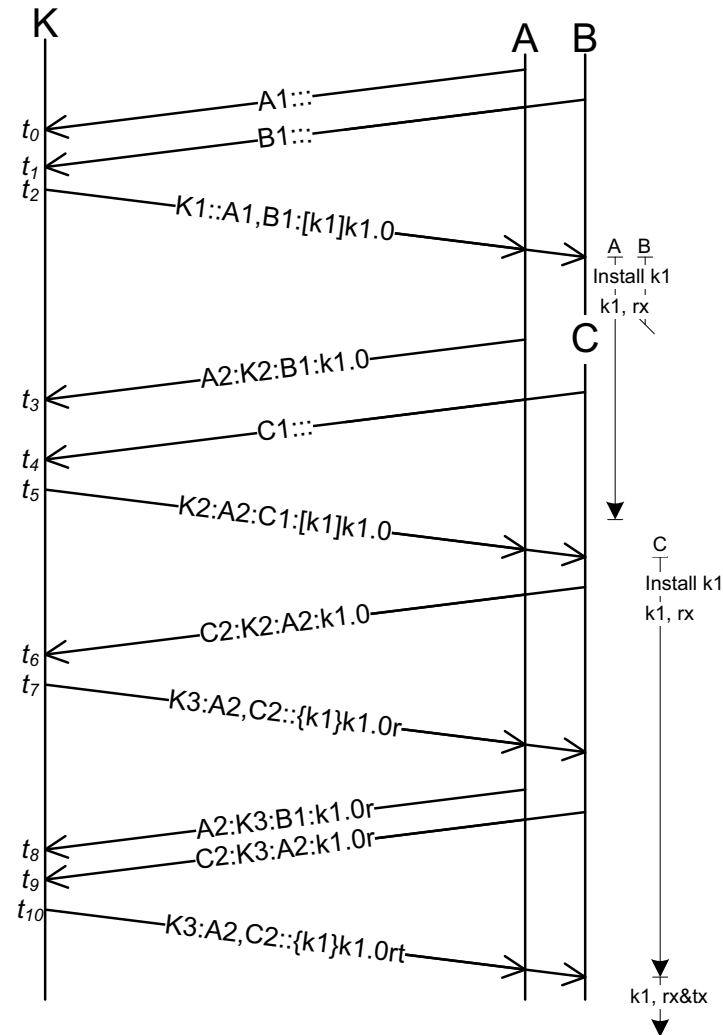 K
A B
A1:::
t0
B1:::
t1
t2
K1::A1,B1:[k1]k1.0
A B
Install k1
k1, rx
C
A2:K2:B1:k1.0
t3
C1:::
t4
t5
K2:A2:C1:[k1]k1.0
C
Install k1
k1, rx
C2:K2:A2:k1.0
t6
t7
K3:A2,C2::{k1}k1.0r
A2:K3:B1:k1.0r
t8
C2:K3:A2:k1.0r
t9
t10
K3:A2,C2::{k1}k1.0rt
k1, rx&tx